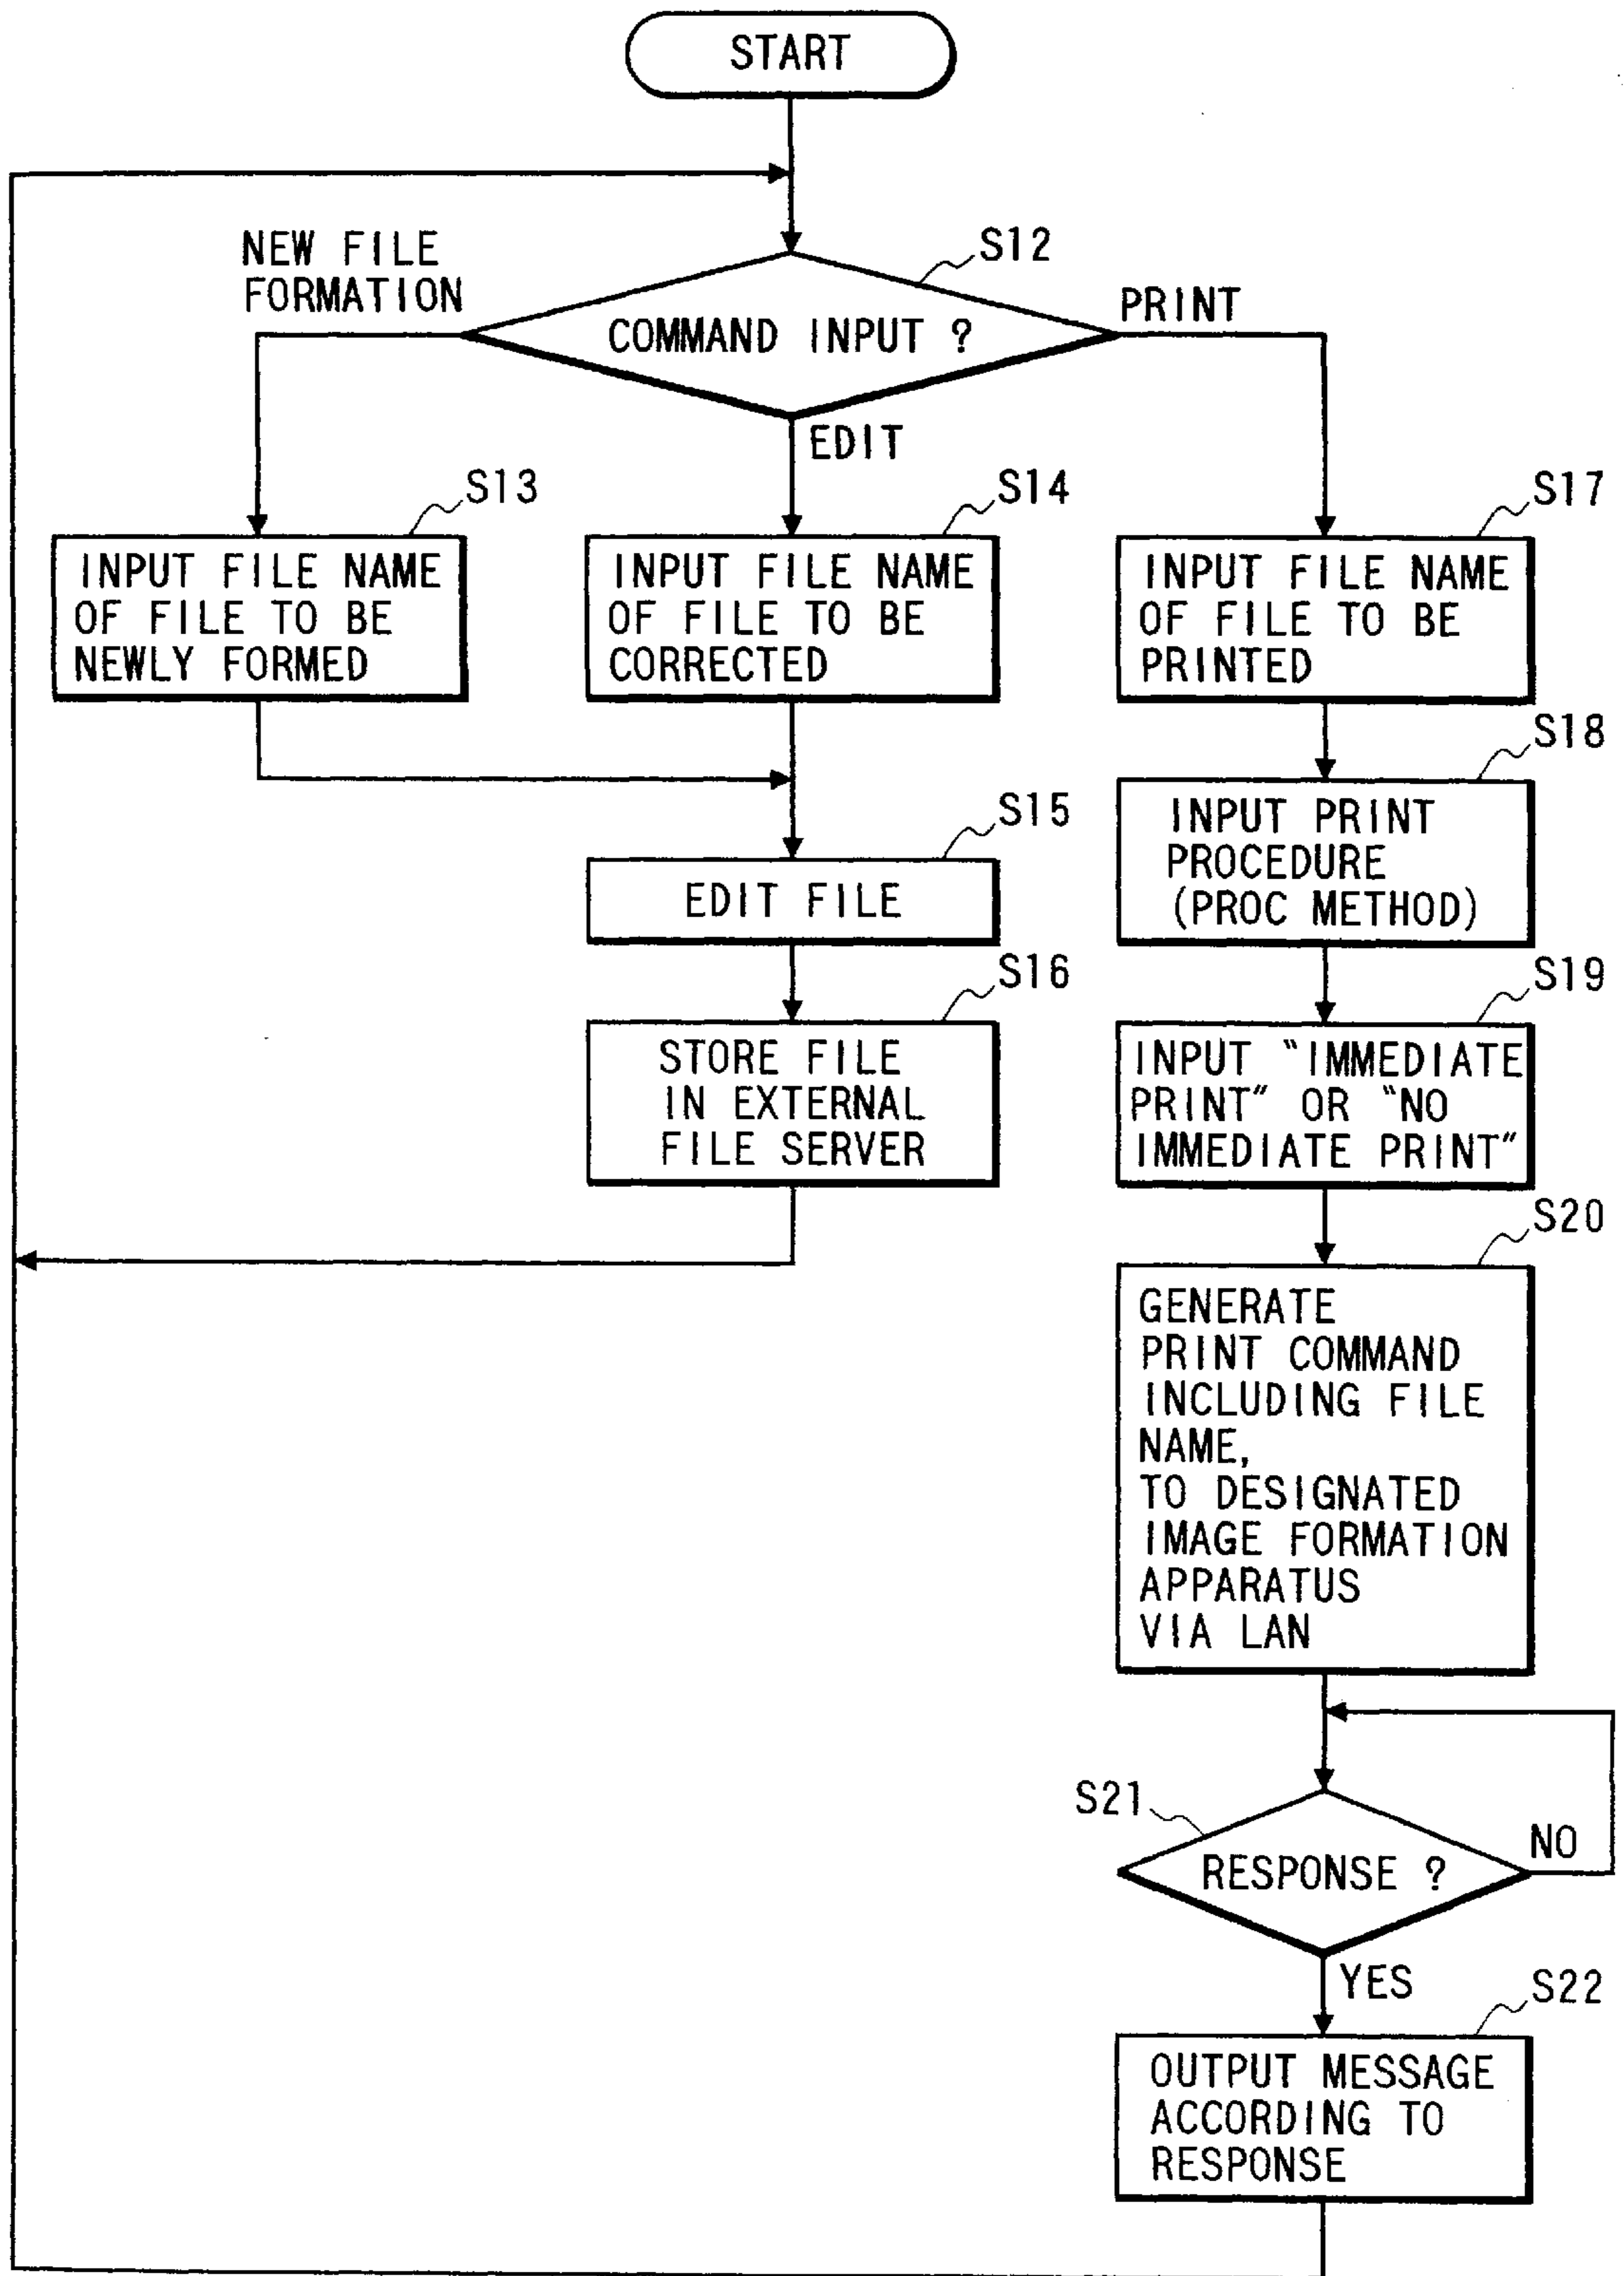 START
NEW FILE
FORMATION
S12
COMMAND INPUT ?
PRINT
EDIT
S13
INPUT FILE NAME
OF FILE TO BE
NEWLY FORMED
S14
INPUT FILE NAME
OF FILE TO BE
CORRECTED
S17
INPUT FILE NAME
OF FILE TO BE
PRINTED
S18
INPUT PRINT
PROCEDURE
(PROC METHOD)
S15
EDIT FILE
S16
STORE FILE
IN EXTERNAL
FILE SERVER
S19
INPUT "IMMEDIATE
PRINT" OR "NO
IMMEDIATE PRINT"
S20
GENERATE
PRINT COMMAND
INCLUDING FILE
NAME,
TO DESIGNATED
IMAGE FORMATION
APPARATUS
VIA LAN
S21
RESPONSE ?
NO
YES
S22
OUTPUT MESSAGE
ACCORDING TO
RESPONSE